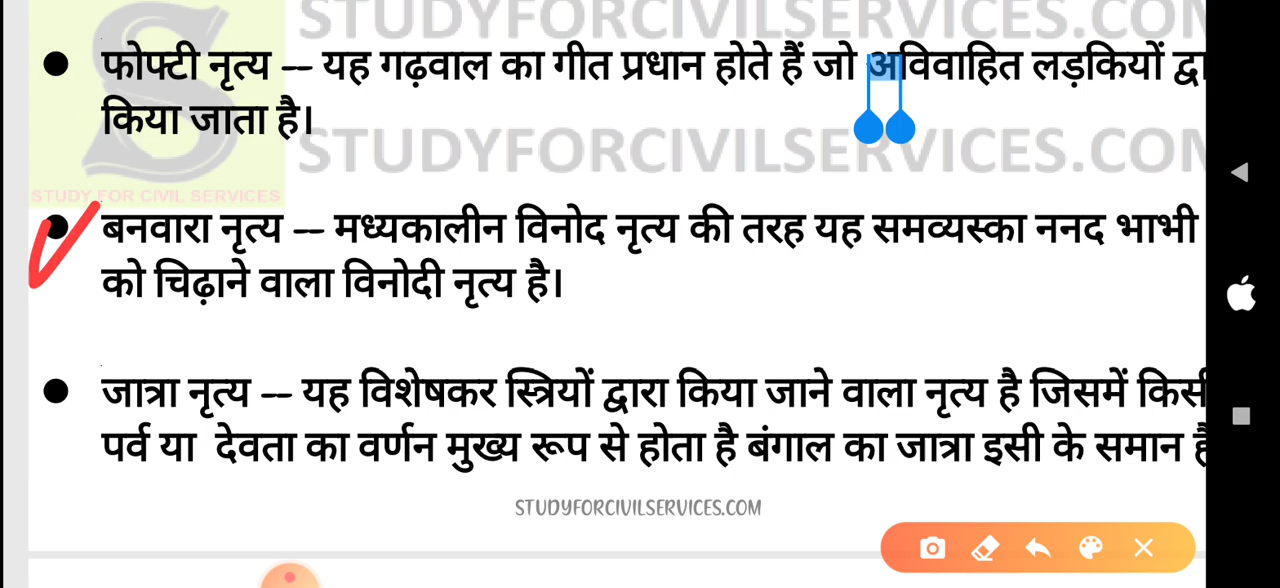 STUDYFORCIVILSERVICES.COM
फोफ्टी नृत्य -- यह गढ़वाल का गीत प्रधान होते हैं जो अविवाहित लड़कियों द्वा
किया जाता है।
STUDYFORCIVILSERVICES.COM
STUDY FOR CIVIL SERVICES
बनवारा नृत्य -- मध्यकालीन विनोद नृत्य की तरह यह समव्यस्का ननद भाभी
को चिढ़ाने वाला विनोदी नृत्य है।
जात्रा नृत्य -- यह विशेषकर स्त्रियों द्वारा किया जाने वाला नृत्य है जिसमें किसी
पर्व या देवता का वर्णन मुख्य रूप से होता है बंगाल का जात्रा इसी के समान है
STUDYFORCIVILSERVICES.COM